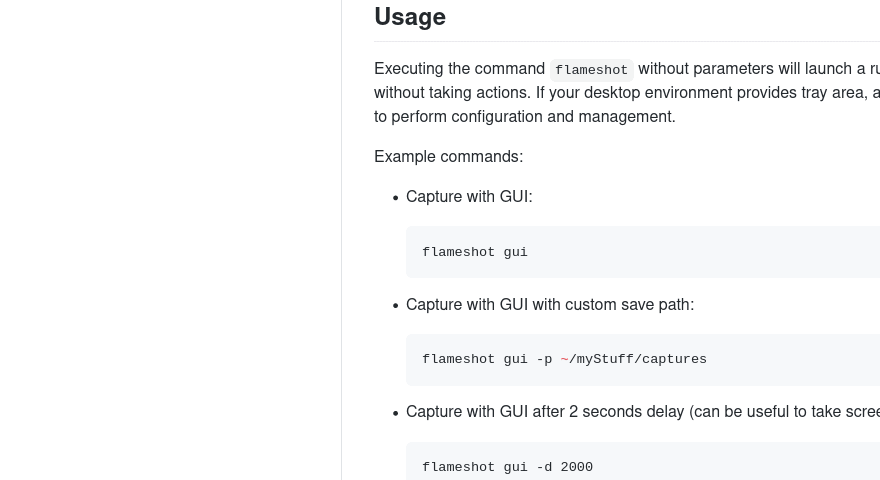 Usage
Executing the command flameshot without parameters will launch a
without taking actions. If your desktop environment provides tray area,
to perform configuration and management.
Example commands:
• Capture with GUI:
flameshot gui
• Capture with GUI with custom save path:
flameshot gui -p ~/myStuff/captures
• Capture with GUI after 2 seconds delay (can be useful to take
flameshot gui -d 2000